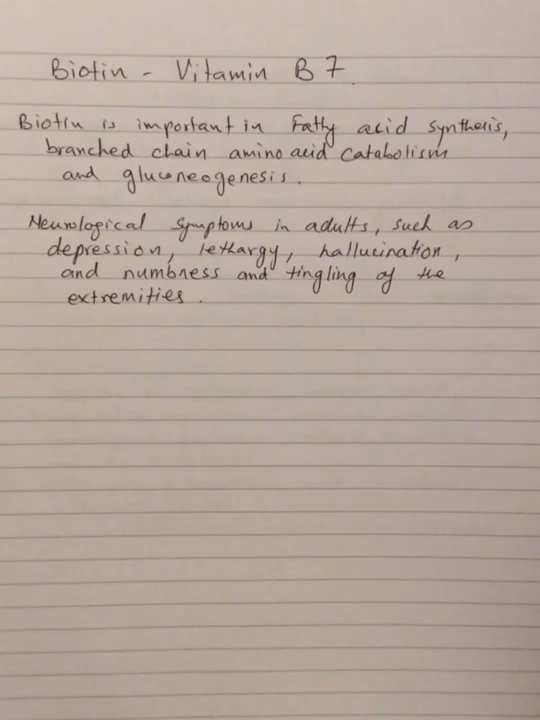 Biotin - Vitamin B7.
Biotin is important in Fatty acid synthesis,
branched chain amino acid catabolism
and gluconeogenesis.
Neurological symptoms in adults, such as
depression, lethargy, hallucination,
and numbness and tingling of the
extremities.